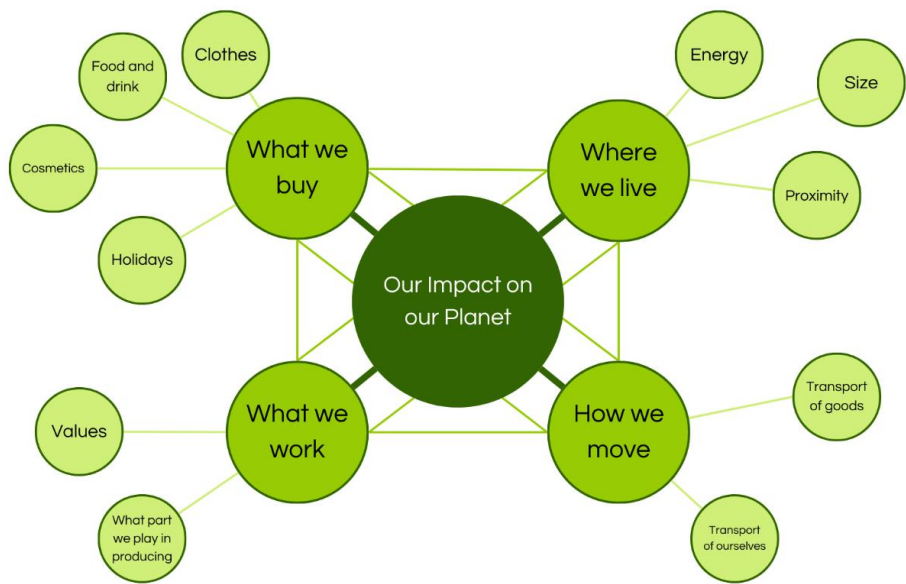 Clothes
Food and
drink
Cosmetics
Holidays
What we
buy
Energy
Size
Proximity
Where
we live
Our Impact on
our Planet
What we
work
Values
What part
we play in
producing
How we
move
Transport
of goods
Transport
of ourselves